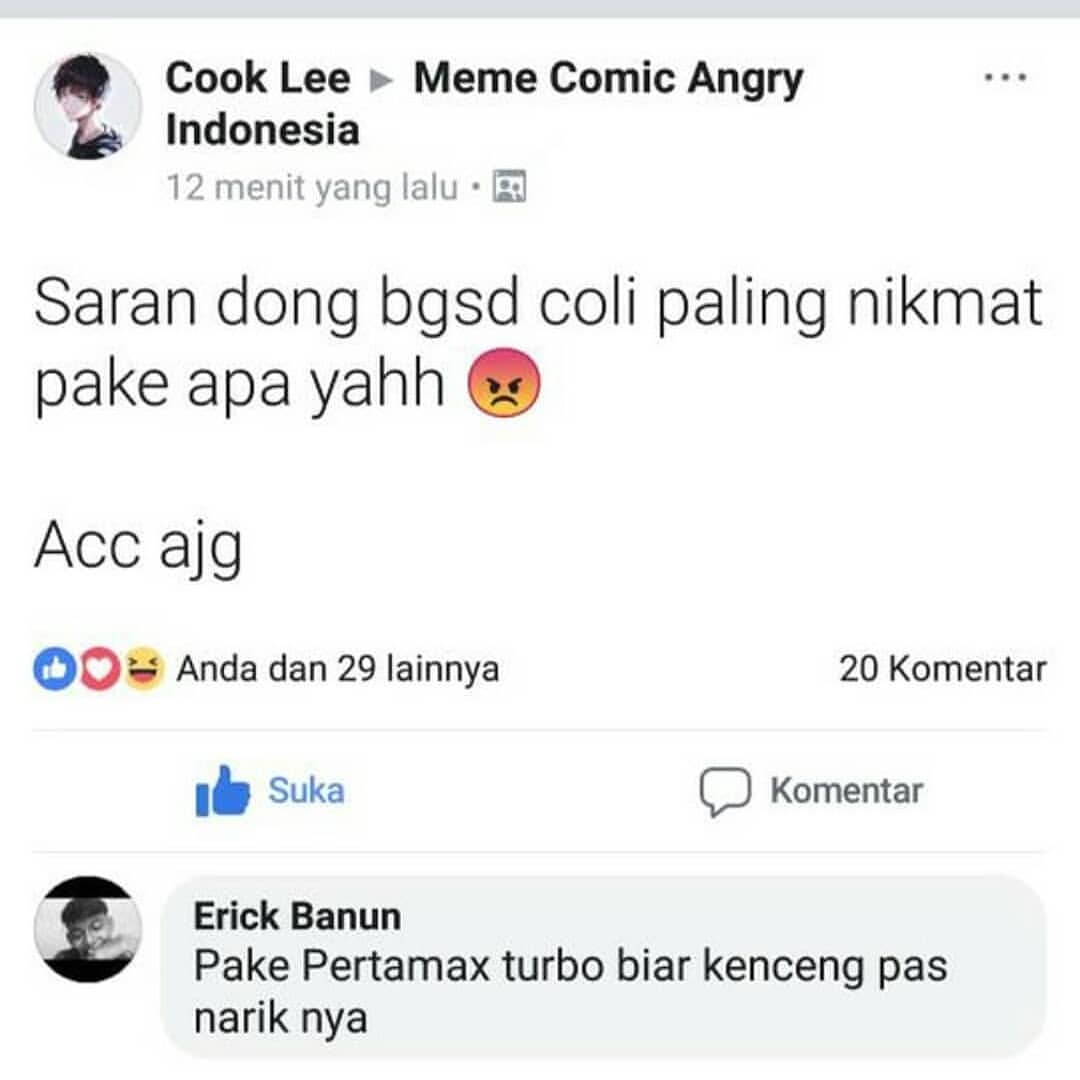 Cook Lee ▶ Meme Comic Angry
Indonesia
12 menit yang lalu •
Saran dong bgsd coli paling nikmat
pake apa yahh 😡
Acc ajg
Anda dan 29 lainnya
20 Komentar
Suka
Komentar
Erick Banun
Pake Pertamax turbo biar kenceng pas
narik nya